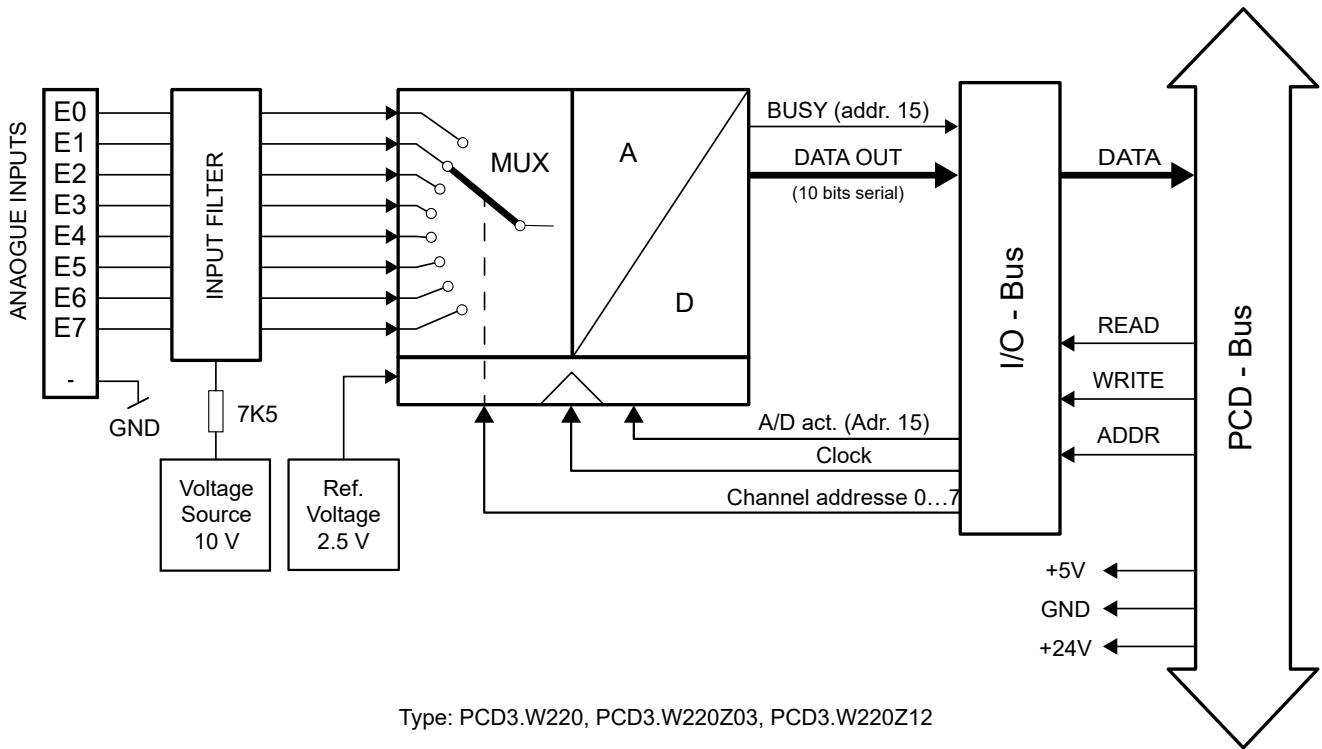 ANAOGUE INPUTS
E0
E1
E2
E3
E4
E5
E6
E7
-
GND
INPUT FILTER
7K5
Voltage
Source
10 V
Ref.
Voltage
2.5 V
MUX
A
D
BUSY (addr. 15)
DATA OUT
(10 bits serial)
A/D act. (Adr. 15)
Clock
Channel addresse 0…7
I/O - Bus
DATA
READ
WRITE
ADDR
+5V
GND
+24V
PCD - Bus
Type: PCD3.W220, PCD3.W220Z03, PCD3.W220Z12